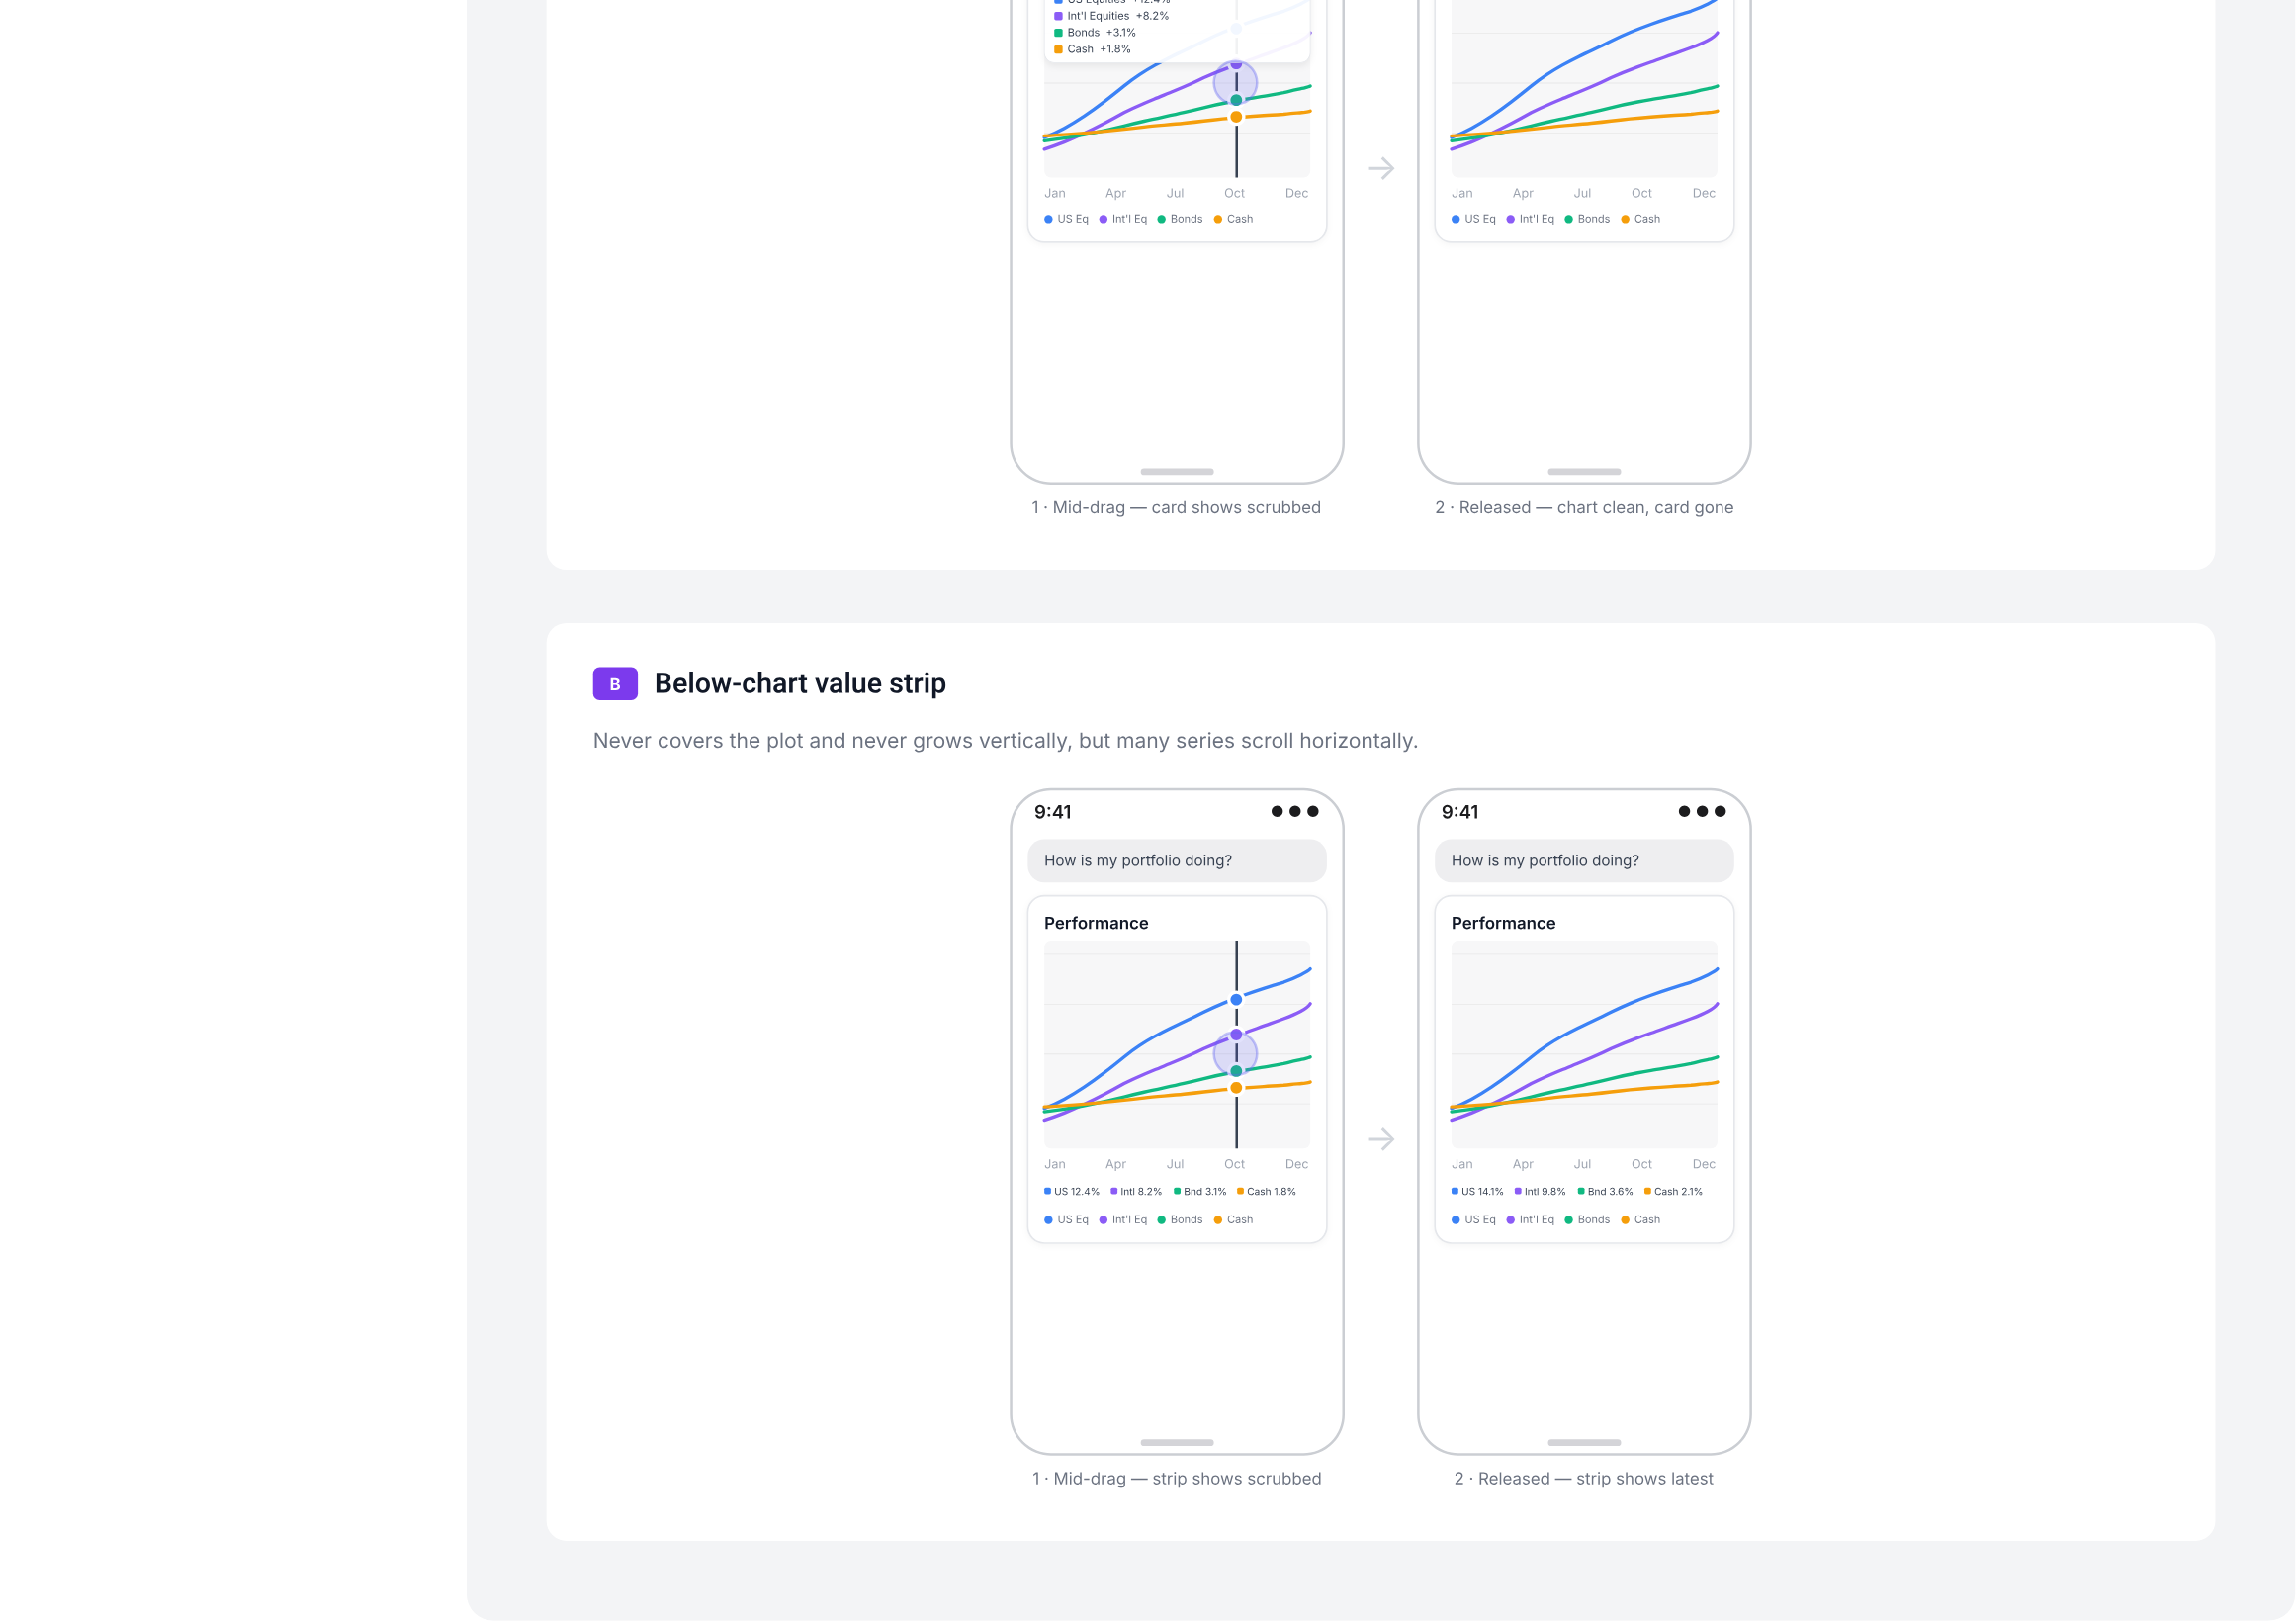 US Equities +12.4%
Int'l Equities +8.2%
Bonds +3.1%
Cash +1.8%
Jan Apr Jul Oct Dec
US Eq Int'l Eq Bonds Cash
1 · Mid-drag — card shows scrubbed
Jan Apr Jul Oct Dec
US Eq Int'l Eq Bonds Cash
2 · Released — chart clean, card gone
B Below-chart value strip
Never covers the plot and never grows vertically, but many series scroll horizontally.
9:41
How is my portfolio doing?
Performance
Jan Apr Jul Oct Dec
US 12.4% Intl 8.2% Bnd 3.1% Cash 1.8%
US Eq Int'l Eq Bonds Cash
1 · Mid-drag — strip shows scrubbed
9:41
How is my portfolio doing?
Performance
Jan Apr Jul Oct Dec
US 14.1% Intl 9.8% Bnd 3.6% Cash 2.1%
US Eq Int'l Eq Bonds Cash
2 · Released — strip shows latest